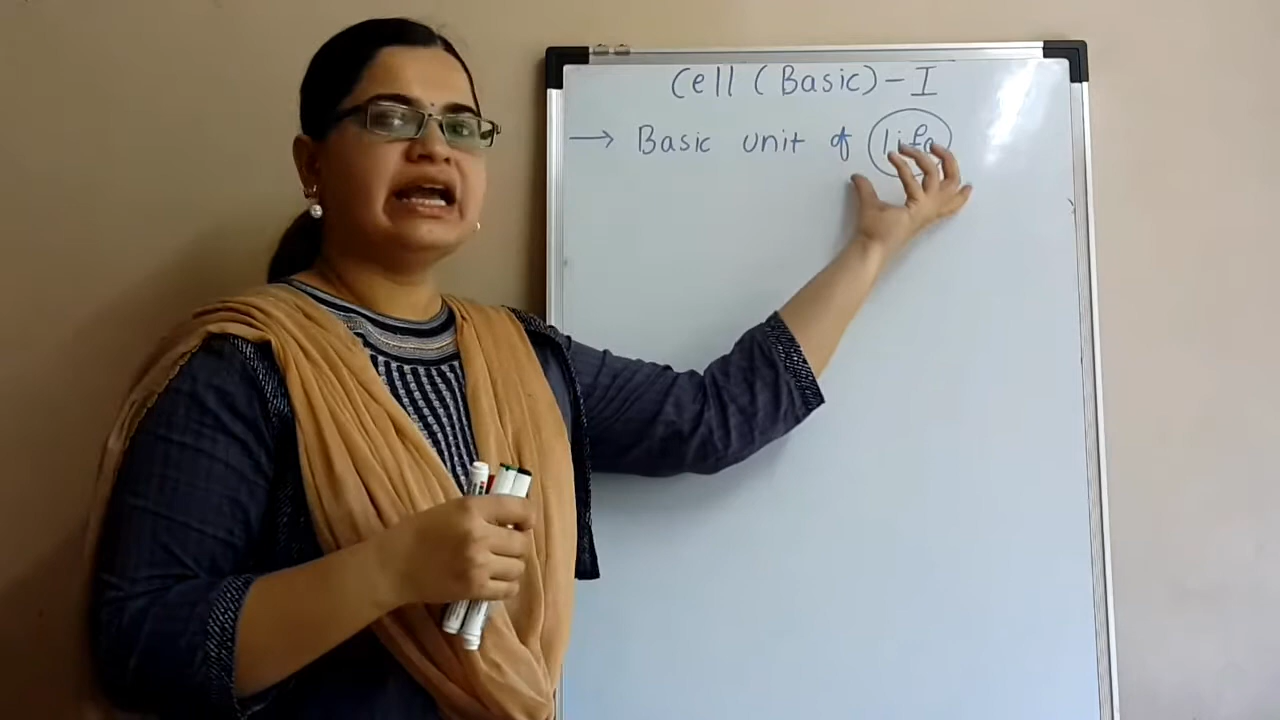 Cell (Basic) - I
→ Basic unit of life